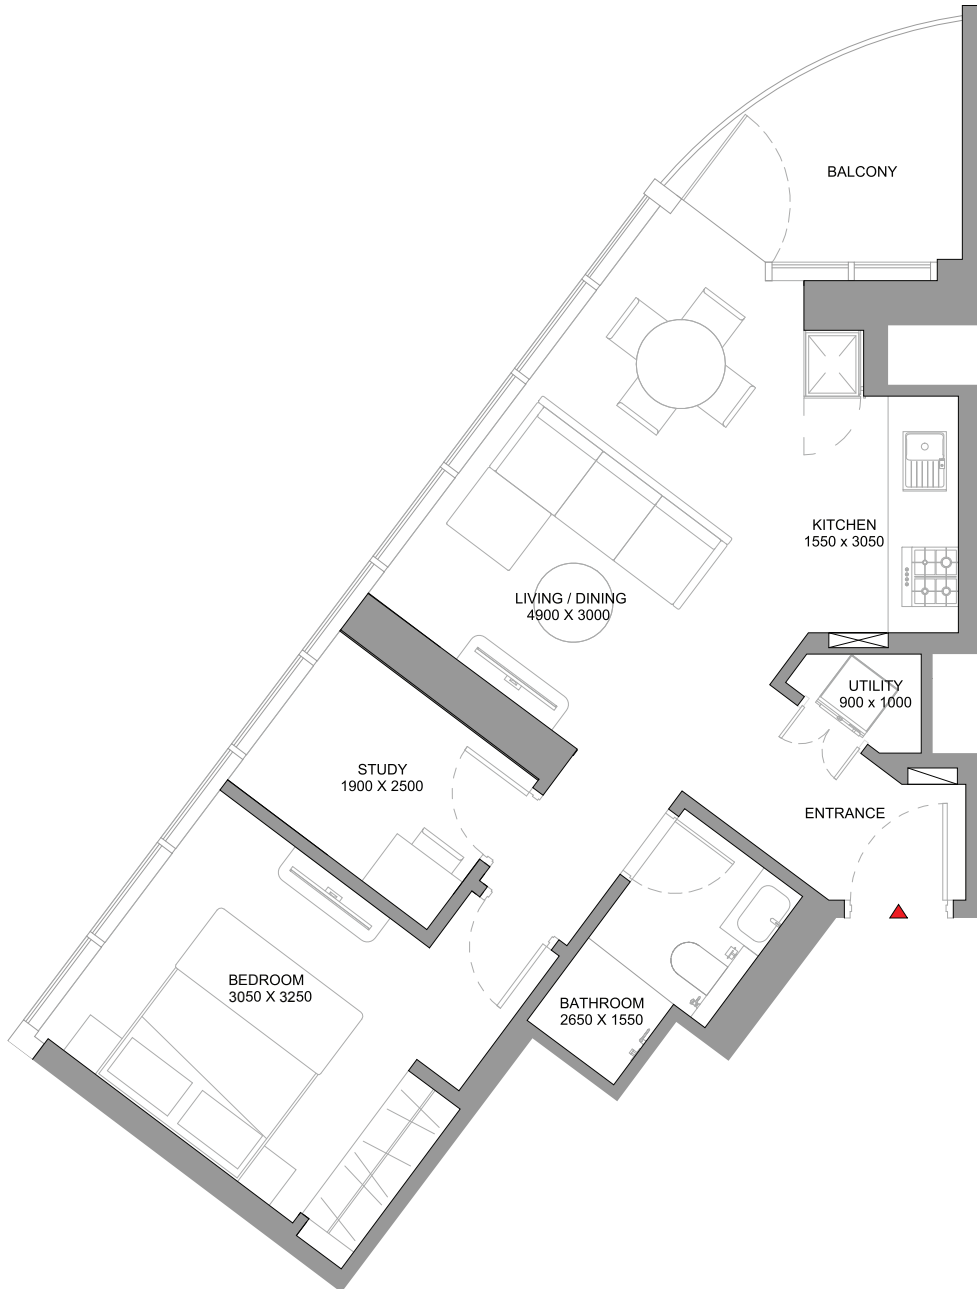 BALCONY
KITCHEN
1550 x 3050
LIVING / DINING
4900 X 3000
UTILITY
900 x 1000
STUDY
1900 X 2500
ENTRANCE
BEDROOM
3050 X 3250
BATHROOM
2650 X 1550